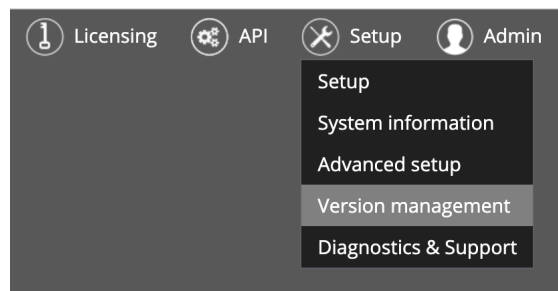 Licensing API Setup Admin
Setup
System information
Advanced setup
Version management
Diagnostics & Support